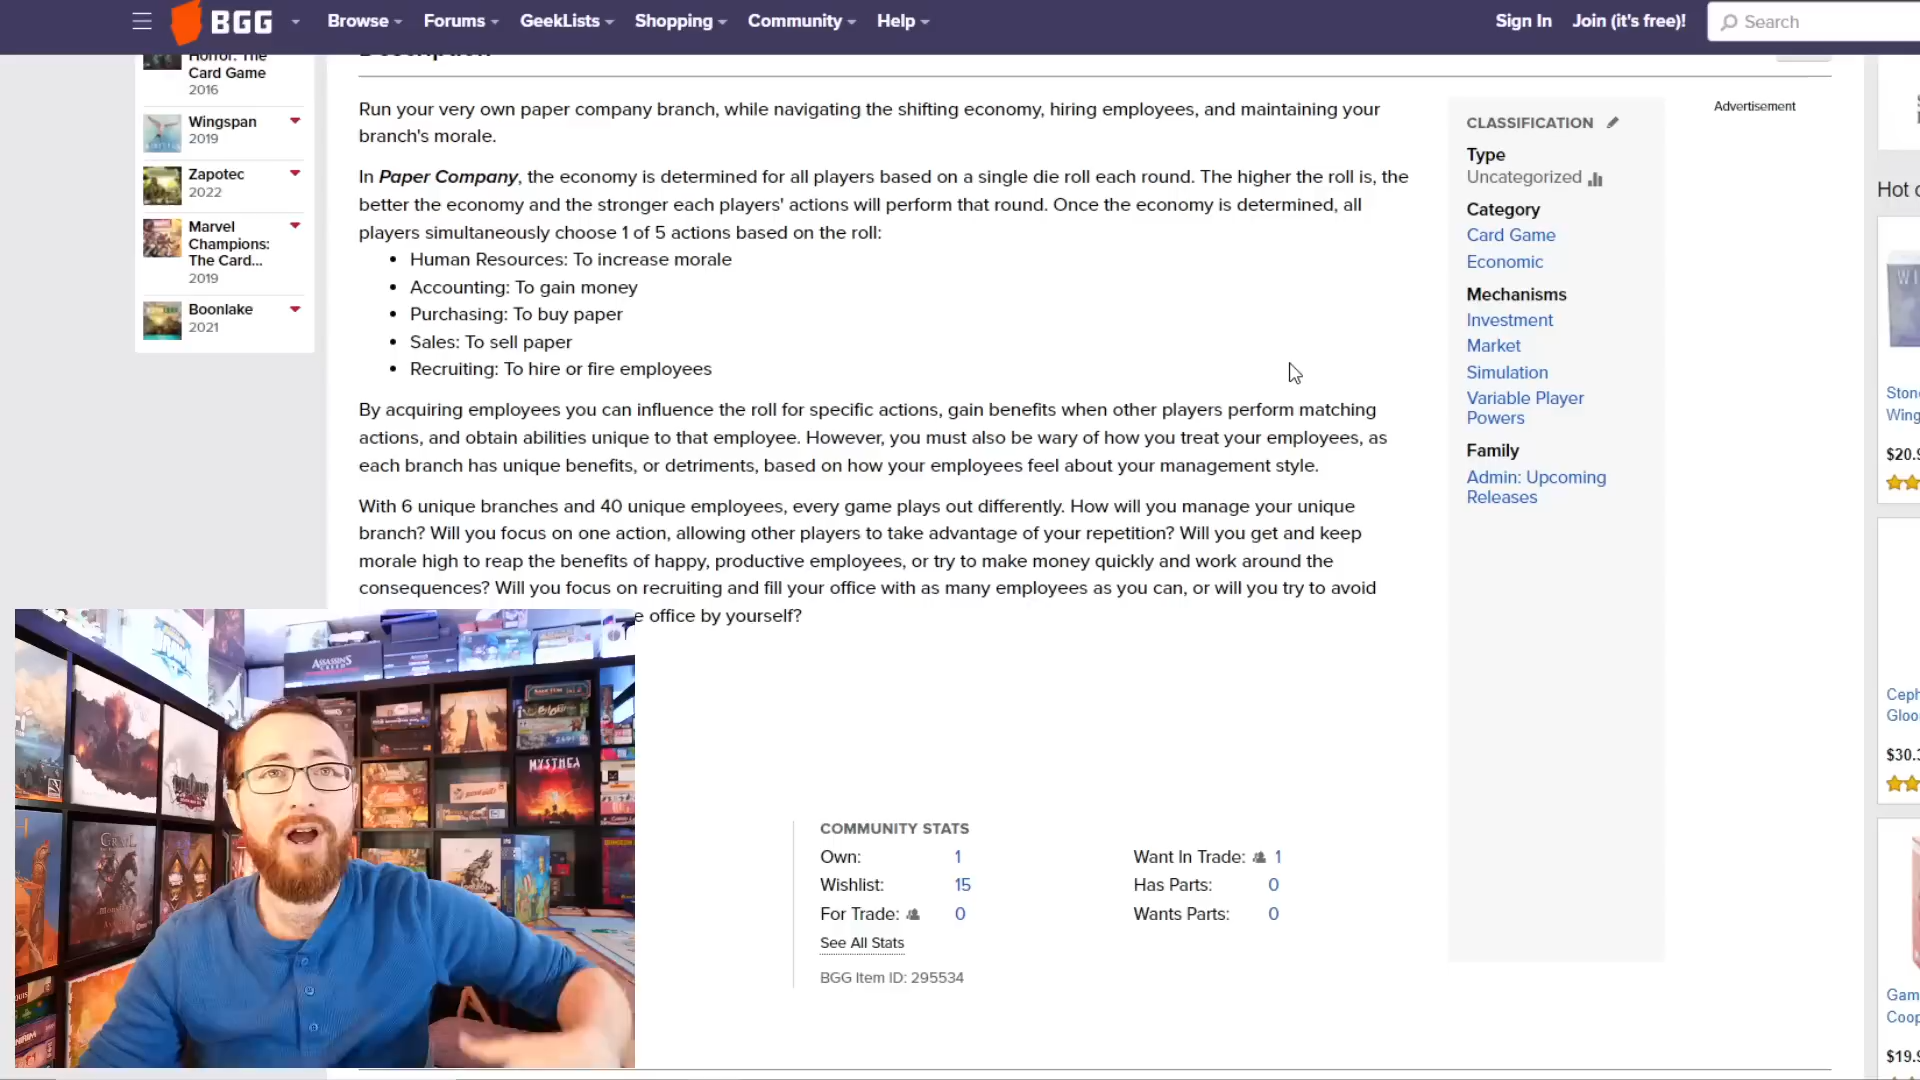 BGG
Browse
Forums
GeekLists
Shopping
Community
Help
Sign In
Join (it's free)!
Search
Horror: The
Card Game
2016
Wingspan
2019
Zapotec
2022
Marvel
Champions:
The Card...
2019
Boonlake
2021
Description
Run your very own paper company branch, while navigating the shifting economy, hiring employees, and maintaining your
branch's morale.
In Paper Company, the economy is determined for all players based on a single die roll each round. The higher the roll is, the
better the economy and the stronger each players' actions will perform that round. Once the economy is determined, all
players simultaneously choose 1 of 5 actions based on the roll:
• Human Resources: To increase morale
• Accounting: To gain money
• Purchasing: To buy paper
• Sales: To sell paper
• Recruiting: To hire or fire employees
By acquiring employees you can influence the roll for specific actions, gain benefits when other players perform matching
actions, and obtain abilities unique to that employee. However, you must also be wary of how you treat your employees, as
each branch has unique benefits, or detriments, based on how your employees feel about your management style.
With 6 unique branches and 40 unique employees, every game plays out differently. How will you manage your unique
branch? Will you focus on one action, allowing other players to take advantage of your repetition? Will you get and keep
morale high to reap the benefits of happy, productive employees, or try to make money quickly and work around the
consequences? Will you focus on recruiting and fill your office with as many employees as you can, or will you try to avoid
e office by yourself?
CLASSIFICATION
Type
Uncategorized
Category
Card Game
Economic
Mechanisms
Investment
Market
Simulation
Variable Player
Powers
Family
Admin: Upcoming
Releases
Advertisement
Hot
Ston
Wing
$20.9
Ceph
Gloo
$30.
Gam
Coop
$19.9
COMMUNITY STATS
Own: 1
Wishlist: 15
For Trade: 0
See All Stats
BGG Item ID: 295534
Want In Trade: 1
Has Parts: 0
Wants Parts: 0
ASSASSIN'S
MYSTHEA